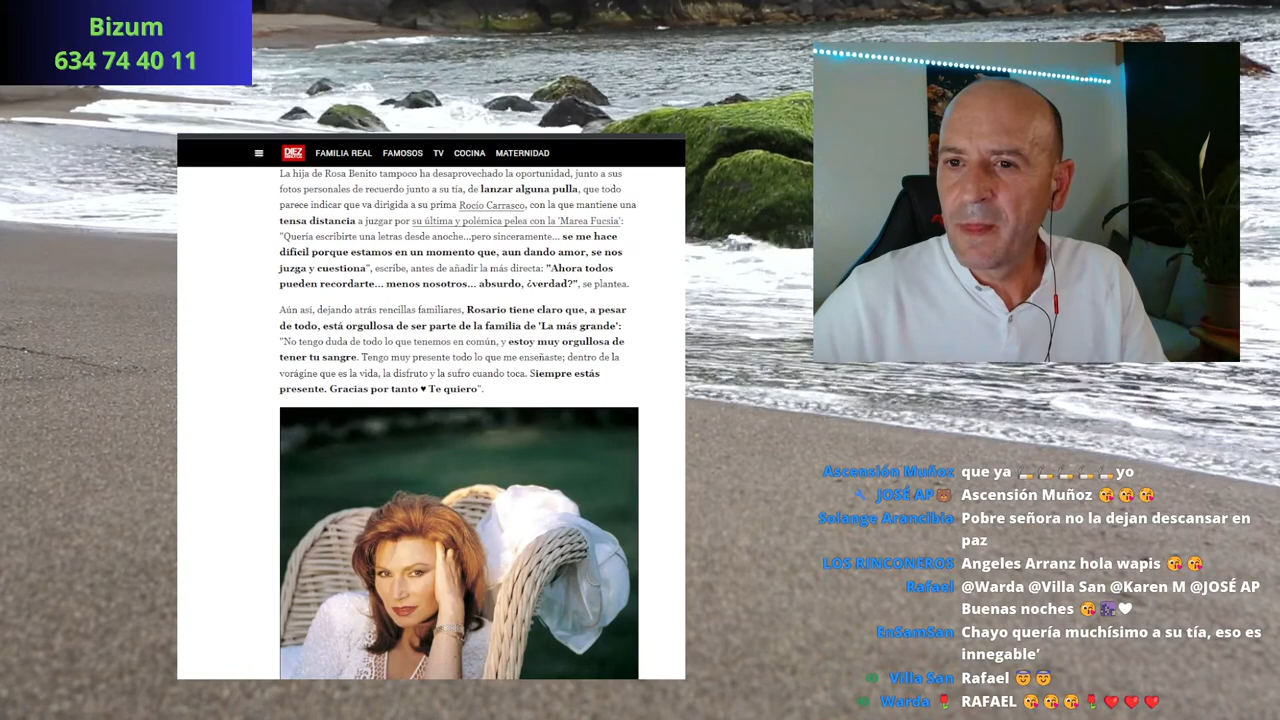 Bizum
634 74 40 11
DIEZ
FAMILIA REAL FAMOSOS TV COCINA MATERNIDAD
La hija de Rosa Benito tampoco ha desaprovechado la oportunidad, junto a sus
fotos personales de recuerdo junto a su tía, de lanzar alguna pulla, que todo
parece indicar que va dirigida a su prima Rocío Carrasco, con la que mantiene una
tensa distancia a juzgar por su última y polémica pelea con la 'Marea Fucsia':
"Quería escribirte una letras desde anoche...pero sinceramente... se me hace
difícil porque estamos en un momento que, aun dando amor, se nos
juzga y cuestiona", escribe, antes de añadir la más directa: "Ahora todos
pueden recordarte... menos nosotros... absurdo, ¿verdad?", se plantea.
Aún así, dejando atrás rencillas familiares, Rosario tiene claro que, a pesar
de todo, está orgullosa de ser parte de la familia de 'La más grande':
"No tengo duda de todo lo que tenemos en común, y estoy muy orgullosa de
tener tu sangre. Tengo muy presente todo lo que me enseñaste; dentro de la
vorágine que es la vida, la disfruto y la sufro cuando toca. Siempre estás
presente. Gracias por tanto ♥ Te quiero".
Ascensión Muñoz que ya 🚬🚬🚬🚬🚬yo
JOSÉ AP🐻 Ascensión Muñoz 😘 😘 😘
Solange Arancibia Pobre señora no la dejan descansar en
paz
LOS RINCONEROS Angeles Arranz hola wapis 😘 😘
Rafael @Warda @Villa San @Karen M @JOSÉ AP
Buenas noches 😘 🌌 🤍
EnSamSan Chayo quería muchísimo a su tía, eso es
innegable'
Villa San Rafael 😇 😇
Warda 🌹 RAFAEL 😘 😘 😘 🌹 ❤️ ❤️ ❤️